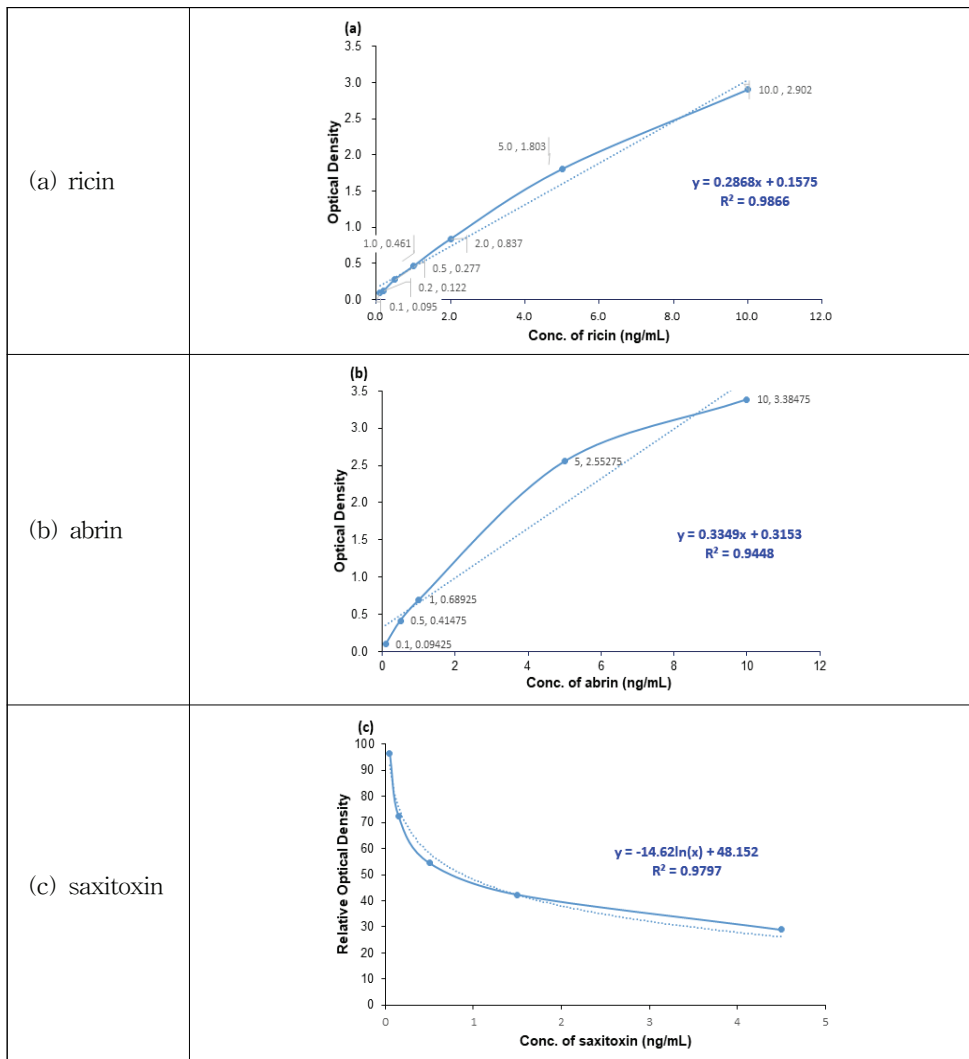 (a) ricin
(a)
3.5
3.0
2.5
2.0
1.5
1.0
0.5
0.0
Optical Density
10.0 , 2.902
5.0 , 1.803
y = 0.2868x + 0.1575
R² = 0.9866
1.0 , 0.461
2.0 , 0.837
0.5 , 0.277
0.2 , 0.122
0.1 , 0.095
0.0 2.0 4.0 6.0 8.0 10.0 12.0
Conc. of ricin (ng/mL)
(b) abrin
(b)
3.5
3.0
2.5
2.0
1.5
1.0
0.5
0.0
Optical Density
10, 3.38475
5, 2.55275
y = 0.3349x + 0.3153
R² = 0.9448
1, 0.68925
0.5, 0.41475
0.1, 0.09425
0 2 4 6 8 10 12
Conc. of abrin (ng/mL)
(c) saxitoxin
(c)
100
90
80
70
60
50
40
30
20
10
0
Relative Optical Density
y = -14.62ln(x) + 48.152
R² = 0.9797
0 1 2 3 4 5
Conc. of saxitoxin (ng/mL)